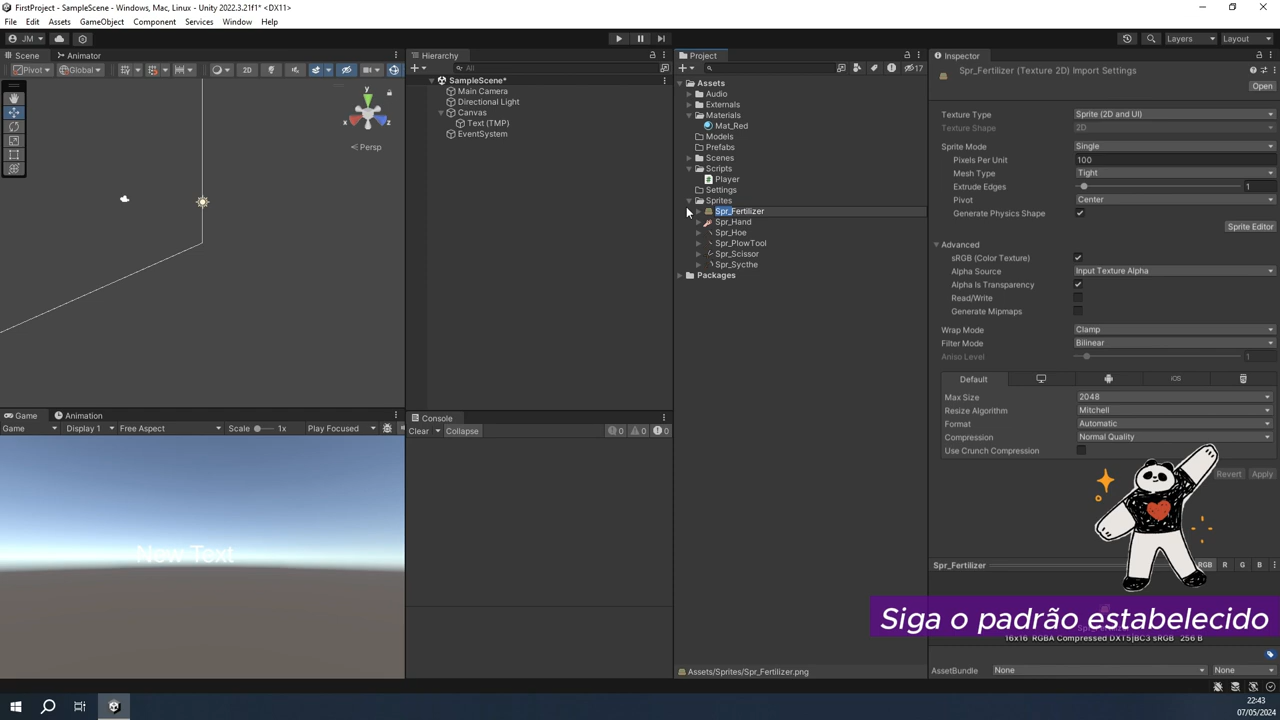 FirstProject - SampleScene - Windows, Mac, Linux - Unity 2022.3.21f1* <DX11>
File Edit Assets GameObject Component Services Window Help
JM Layers Layout
Scene Animator
Pivot Global 2D
y
x z
Persp
Game Animation
Game Display 1 Free Aspect Scale 1x Play Focused
New Text
Hierarchy
All
SampleScene*
Main Camera
Directional Light
Canvas
Text (TMP)
EventSystem
Console
Clear Collapse 0 0 0
Project
17
Assets
Audio
Externals
Materials
Mat_Red
Models
Prefabs
Scenes
Scripts
Player
Settings
Sprites
Spr_Fertilizer
Spr_Hand
Spr_Hoe
Spr_PlowTool
Spr_Scissor
Spr_Sycthe
Packages
Assets/Sprites/Spr_Fertilizer.png
Inspector
Spr_Fertilizer (Texture 2D) Import Settings
Open
Texture Type Sprite (2D and UI)
Texture Shape 2D
Sprite Mode Single
Pixels Per Unit 100
Mesh Type Tight
Extrude Edges 1
Pivot Center
Generate Physics Shape
Sprite Editor
Advanced
sRGB (Color Texture)
Alpha Source Input Texture Alpha
Alpha Is Transparency
Read/Write
Generate Mipmaps
Wrap Mode Clamp
Filter Mode Bilinear
Aniso Level 1
Default iOS
Max Size 2048
Resize Algorithm Mitchell
Format Automatic
Compression Normal Quality
Use Crunch Compression
Revert Apply
Spr_Fertilizer RGB R G B
Siga o padrão estabelecido
16x16 RGBA Compressed DXT5|BC3 sRGB 256 B
AssetBundle None None
22:43
07/05/2024